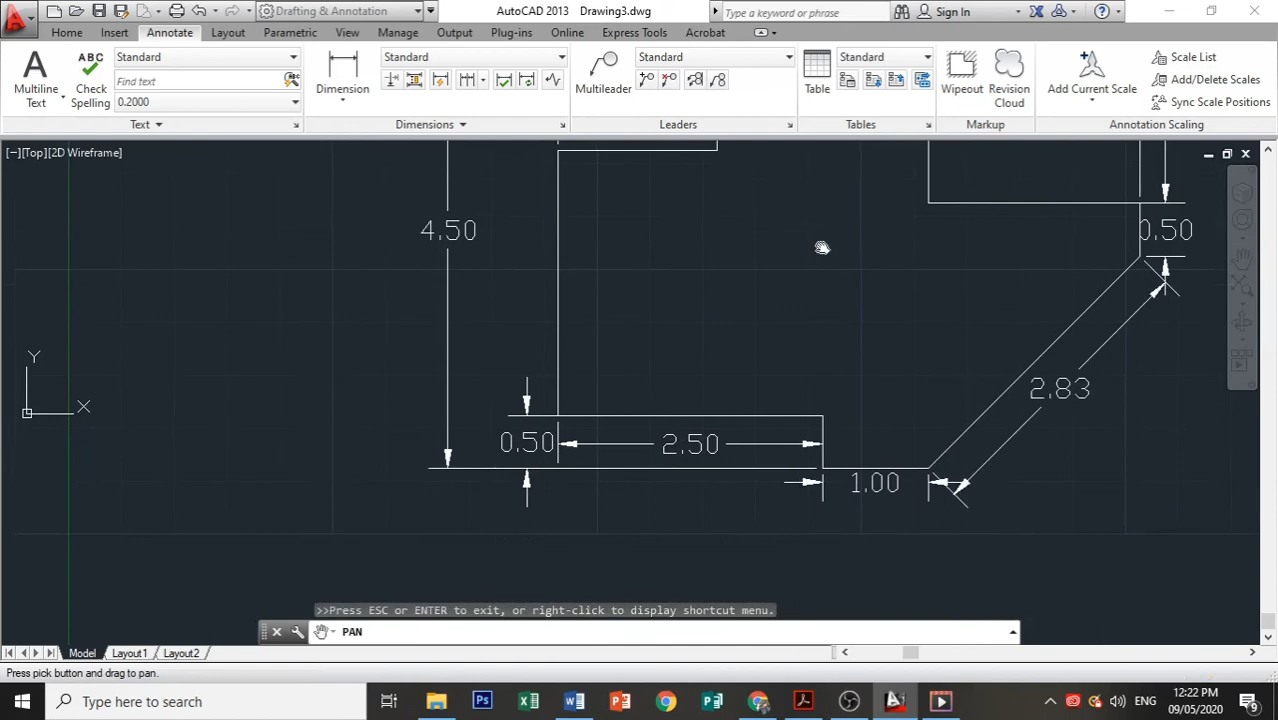 Drafting & Annotation
AutoCAD 2013 Drawing3.dwg
Type a keyword or phrase
Sign In
Home Insert Annotate Layout Parametric View Manage Output Plug-ins Online Express Tools Acrobat
Multiline Text
ABC
Check Spelling
Standard
Find text
0.2000
Text
Dimension
Standard
Dimensions
Multileader
Standard
Leaders
Table
Standard
Tables
Wipeout
Revision Cloud
Markup
Add Current Scale
Scale List
Add/Delete Scales
Sync Scale Positions
Annotation Scaling
[−][Top][2D Wireframe]
4.50
0.50
2.83
0.50
2.50
1.00
Y
X
>>Press ESC or ENTER to exit, or right-click to display shortcut menu.
PAN
Model Layout1 Layout2
Press pick button and drag to pan.
Type here to search
Ps
ENG
12:22 PM
09/05/2020
9